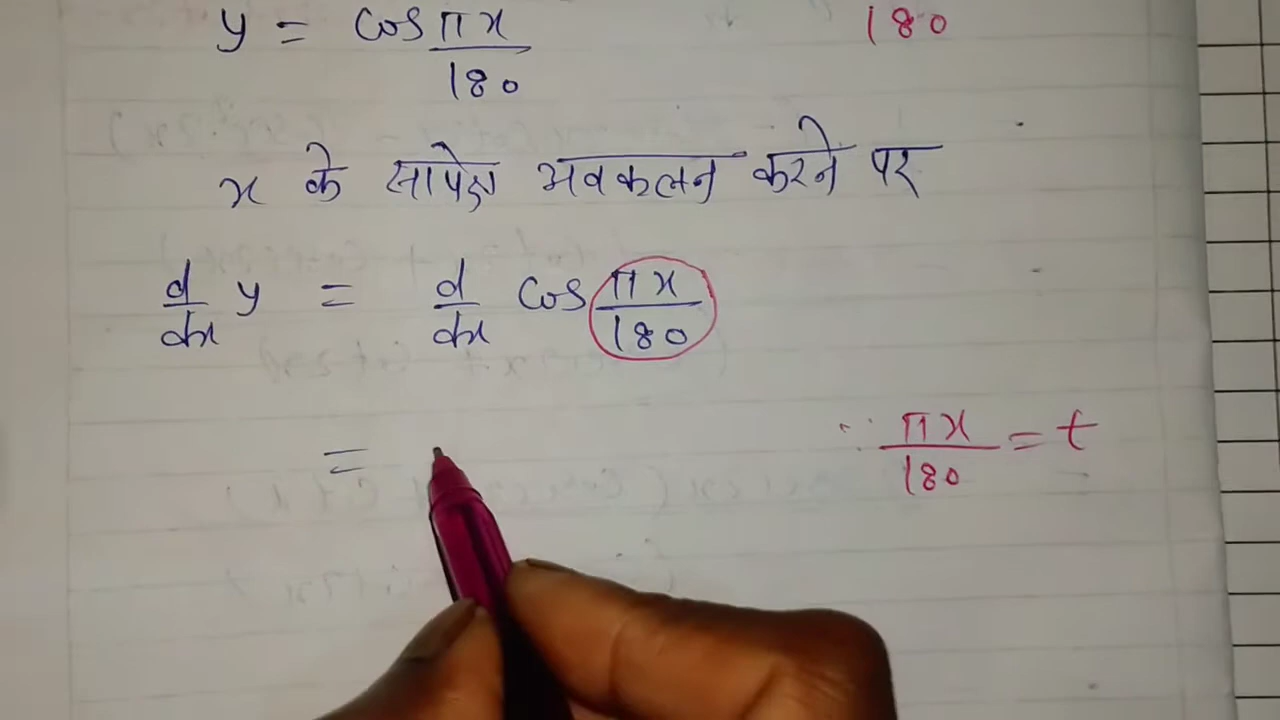 y = cos πx/180
180
x के सापेक्ष अवकलन करने पर
d/dx y = d/dx cos πx/180
∵ πx/180 = t
=